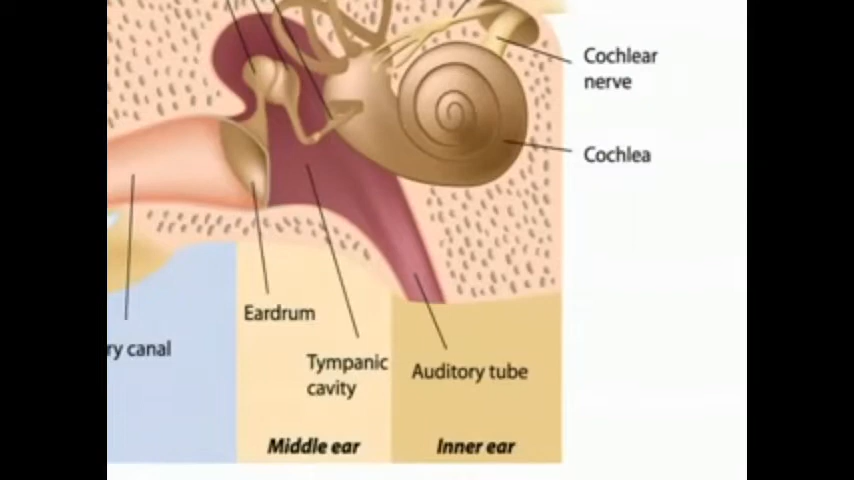 Cochlear
nerve
Cochlea
Eardrum
ry canal
Tympanic
cavity
Auditory tube
Middle ear
Inner ear